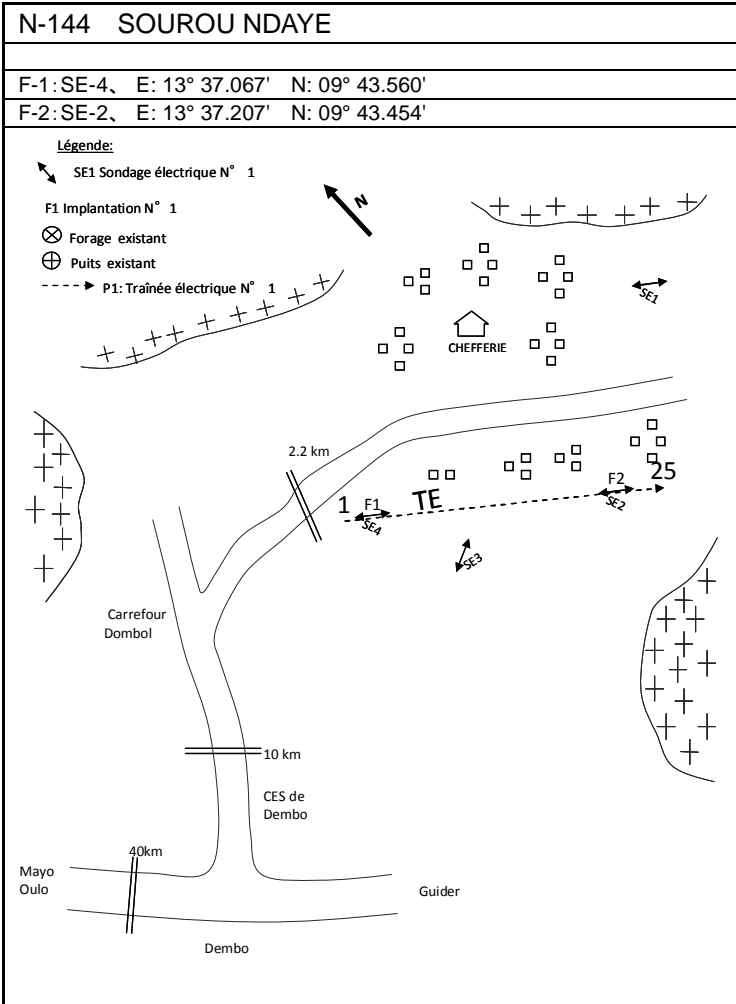 N-144 SOUROU NDAYE
F-1:SE-4、 E: 13° 37.067' N: 09° 43.560'
F-2:SE-2、 E: 13° 37.207' N: 09° 43.454'
Légende:
SE1 Sondage électrique N° 1
F1 Implantation N° 1
Forage existant
Puits existant
P1: Traînée électrique N° 1
N
SE1
CHEFFERIE
2.2 km
1
F1
SE4
TE
F2
SE2
25
SE3
Carrefour
Dombol
10 km
CES de
Dembo
40km
Mayo
Oulo
Guider
Dembo